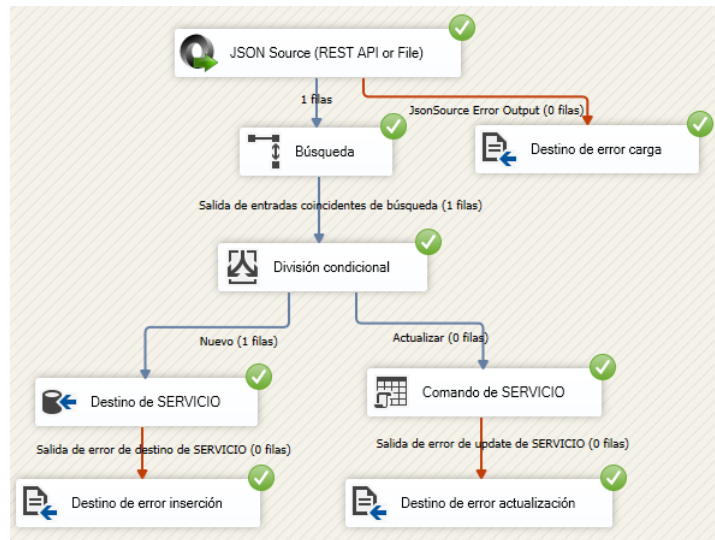 JSON Source (REST API or File)
1 filas
JsonSource Error Output (0 filas)
Búsqueda
Destino de error carga
Salida de entradas coincidentes de búsqueda (1 filas)
División condicional
Nuevo (1 filas)
Actualizar (0 filas)
Destino de SERVICIO
Comando de SERVICIO
Salida de error de destino de SERVICIO (0 filas)
Salida de error de update de SERVICIO (0 filas)
Destino de error inserción
Destino de error actualización